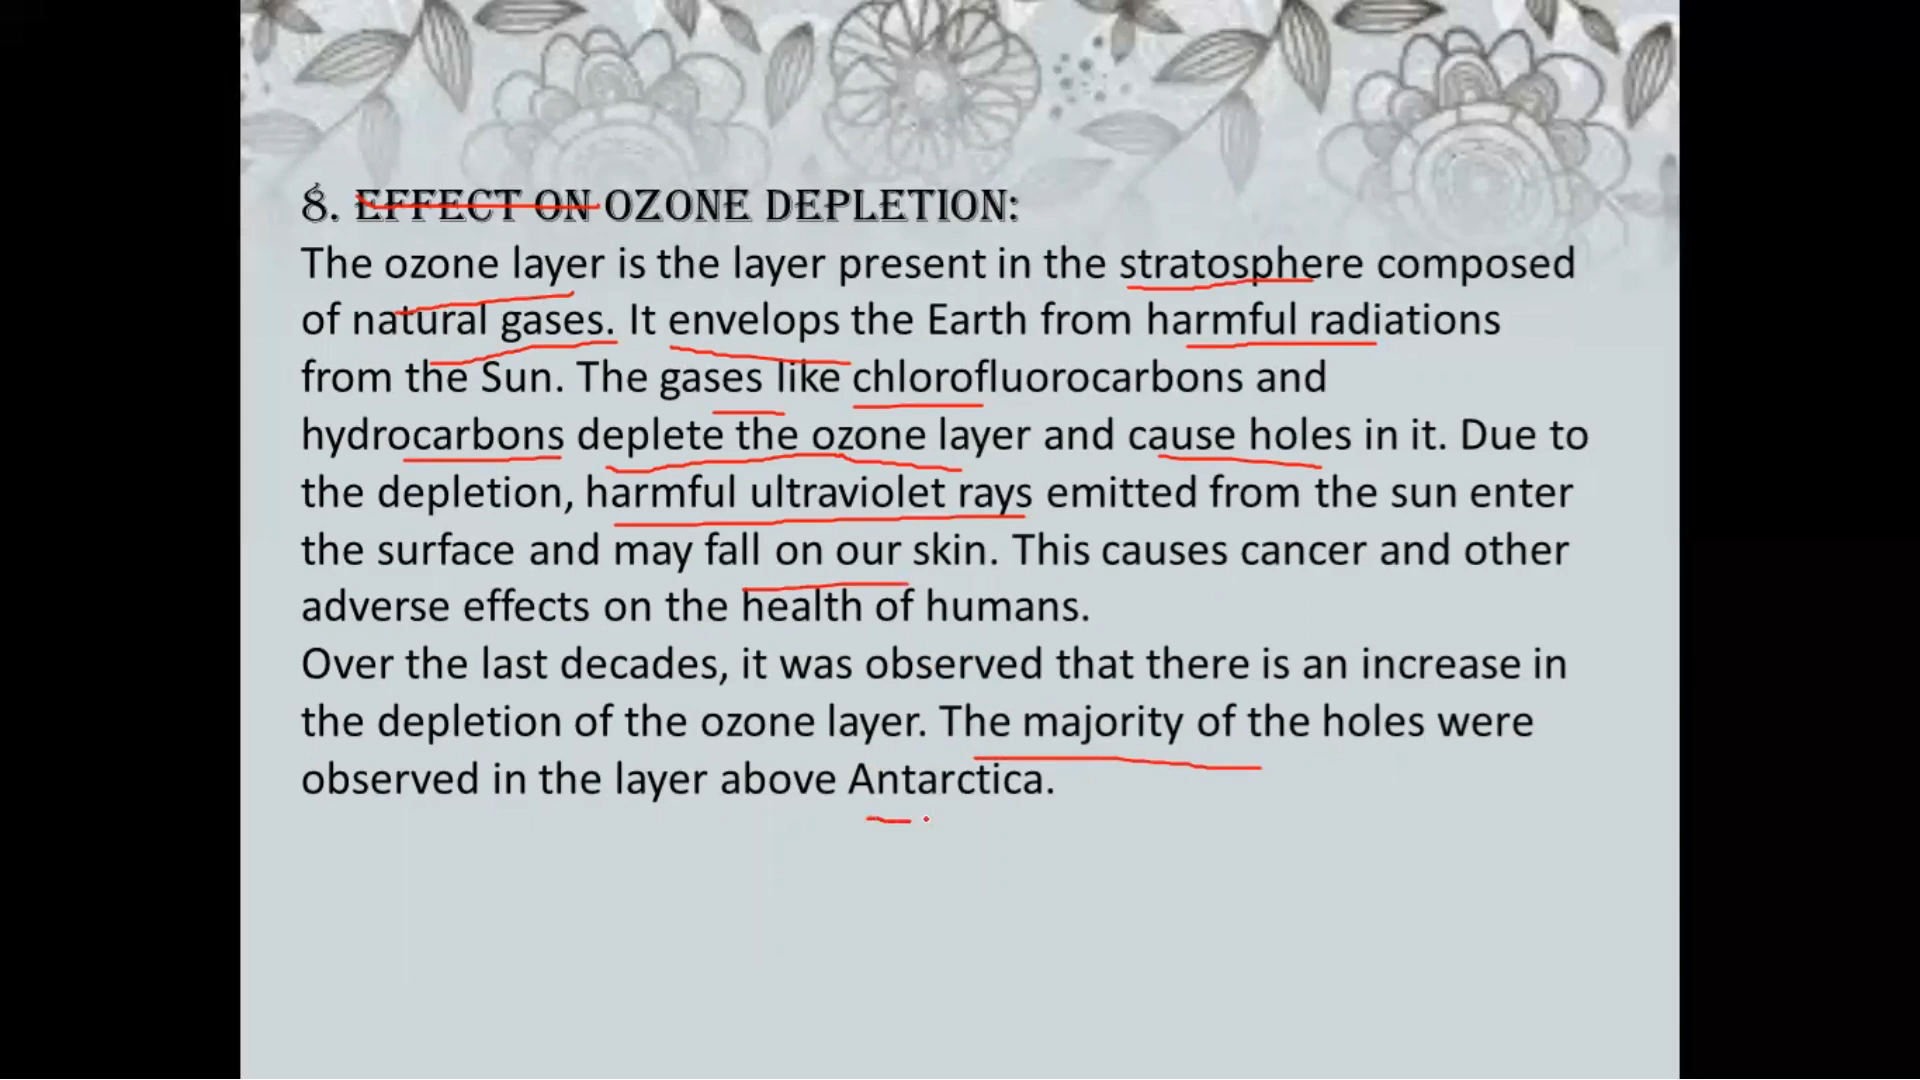 8. EFFECT ON OZONE DEPLETION:
The ozone layer is the layer present in the stratosphere composed
of natural gases. It envelops the Earth from harmful radiations
from the Sun. The gases like chlorofluorocarbons and
hydrocarbons deplete the ozone layer and cause holes in it. Due to
the depletion, harmful ultraviolet rays emitted from the sun enter
the surface and may fall on our skin. This causes cancer and other
adverse effects on the health of humans.
Over the last decades, it was observed that there is an increase in
the depletion of the ozone layer. The majority of the holes were
observed in the layer above Antarctica.